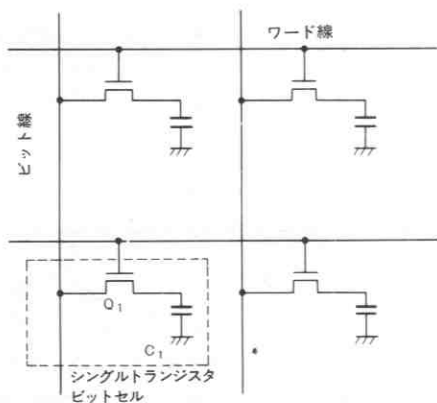 ワード線
ビット線
Q₁
C₁
シングルトランジスタ
ビットセル